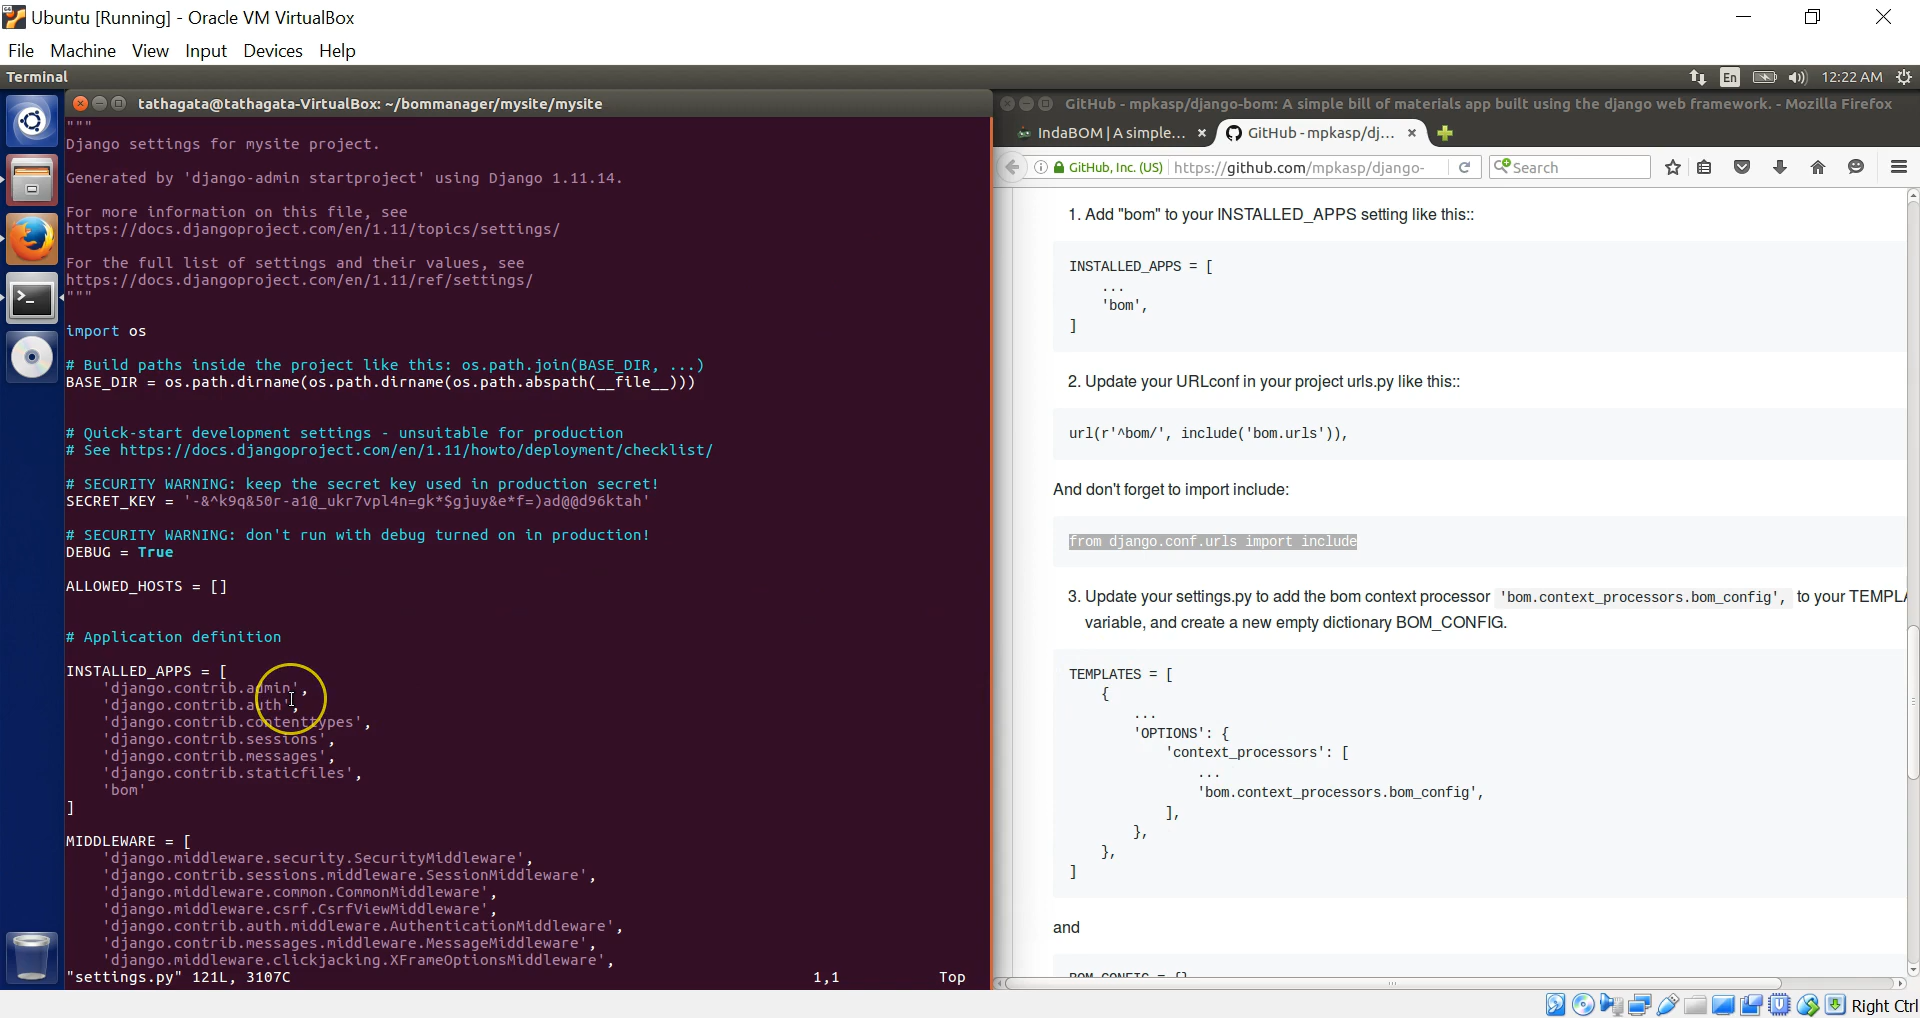 Ubuntu [Running] - Oracle VM VirtualBox
File Machine View Input Devices Help
Terminal
En
12:22 AM
tathagata@tathagata-VirtualBox: ~/bommanager/mysite/mysite
"""
Django settings for mysite project.
Generated by 'django-admin startproject' using Django 1.11.14.
For more information on this file, see
https://docs.djangoproject.com/en/1.11/topics/settings/
For the full list of settings and their values, see
https://docs.djangoproject.com/en/1.11/ref/settings/
"""
import os
# Build paths inside the project like this: os.path.join(BASE_DIR, ...)
BASE_DIR = os.path.dirname(os.path.dirname(os.path.abspath(__file__)))
# Quick-start development settings - unsuitable for production
# See https://docs.djangoproject.com/en/1.11/howto/deployment/checklist/
# SECURITY WARNING: keep the secret key used in production secret!
SECRET_KEY = '-&^k9q&50r-a1@_ukr7vpl4n=gk*$gjuy&e*f=)ad@@d96ktah'
# SECURITY WARNING: don't run with debug turned on in production!
DEBUG = True
ALLOWED_HOSTS = []
# Application definition
INSTALLED_APPS = [
'django.contrib.admin',
'django.contrib.auth',
'django.contrib.contenttypes',
'django.contrib.sessions',
'django.contrib.messages',
'django.contrib.staticfiles',
'bom'
]
MIDDLEWARE = [
'django.middleware.security.SecurityMiddleware',
'django.contrib.sessions.middleware.SessionMiddleware',
'django.middleware.common.CommonMiddleware',
'django.middleware.csrf.CsrfViewMiddleware',
'django.contrib.auth.middleware.AuthenticationMiddleware',
'django.contrib.messages.middleware.MessageMiddleware',
'django.middleware.clickjacking.XFrameOptionsMiddleware',
"settings.py" 121L, 3107C 1,1 Top
GitHub - mpkasp/django-bom: A simple bill of materials app built using the django web framework. - Mozilla Firefox
IndaBOM | A simple... GitHub - mpkasp/dj...
GitHub, Inc. (US) https://github.com/mpkasp/django- Search
1. Add "bom" to your INSTALLED_APPS setting like this::
INSTALLED_APPS = [
...
'bom',
]
2. Update your URLconf in your project urls.py like this::
url(r'^bom/', include('bom.urls')),
And don't forget to import include:
from django.conf.urls import include
3. Update your settings.py to add the bom context processor 'bom.context_processors.bom_config', to your TEMPLA
variable, and create a new empty dictionary BOM_CONFIG.
TEMPLATES = [
{
...
'OPTIONS': {
'context_processors': [
...
'bom.context_processors.bom_config',
],
},
},
]
and
BOM_CONFIG = {}
Right Ctrl